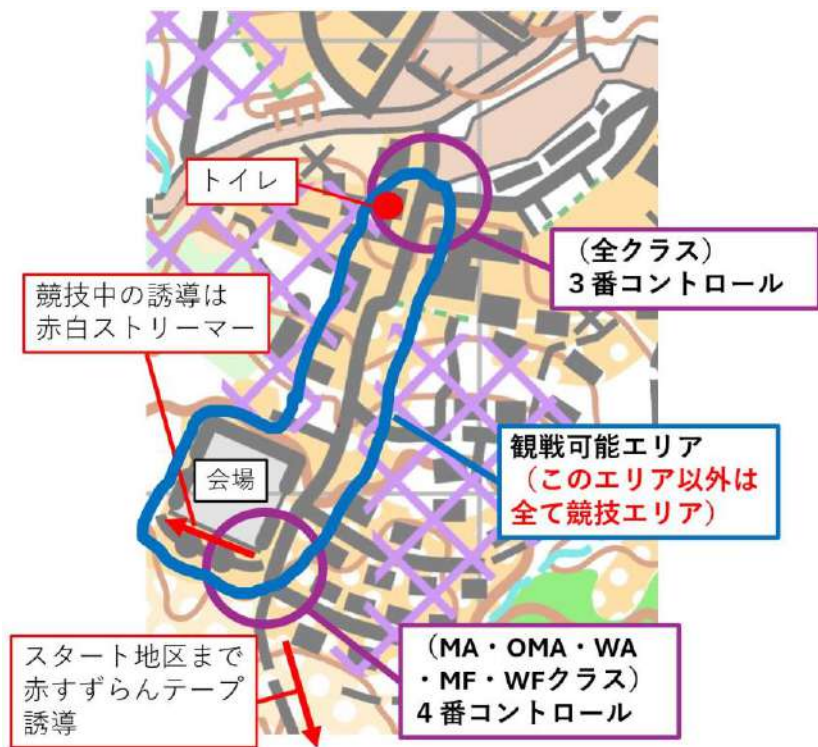 トイレ
（全クラス）
３番コントロール
競技中の誘導は
赤白ストリーマー
観戦可能エリア
（このエリア以外は
全て競技エリア）
会場
（MA・OMA・WA
・MF・WFクラス）
４番コントロール
スタート地区まで
赤すずらんテープ
誘導